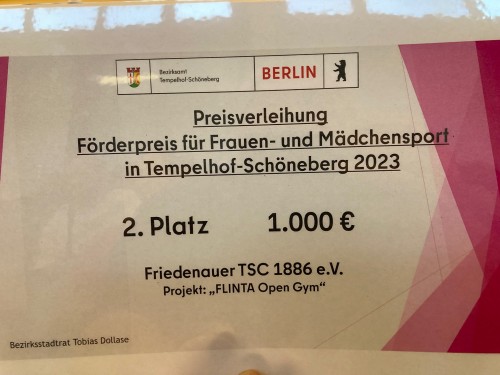 Bezirksamt
Tempelhof-Schöneberg
BERLIN
Preisverleihung
Förderpreis für Frauen- und Mädchensport
in Tempelhof-Schöneberg 2023
2. Platz 1.000 €
Friedenauer TSC 1886 e.V.
Projekt: „FLINTA Open Gym“
Bezirksstadtrat Tobias Dollase